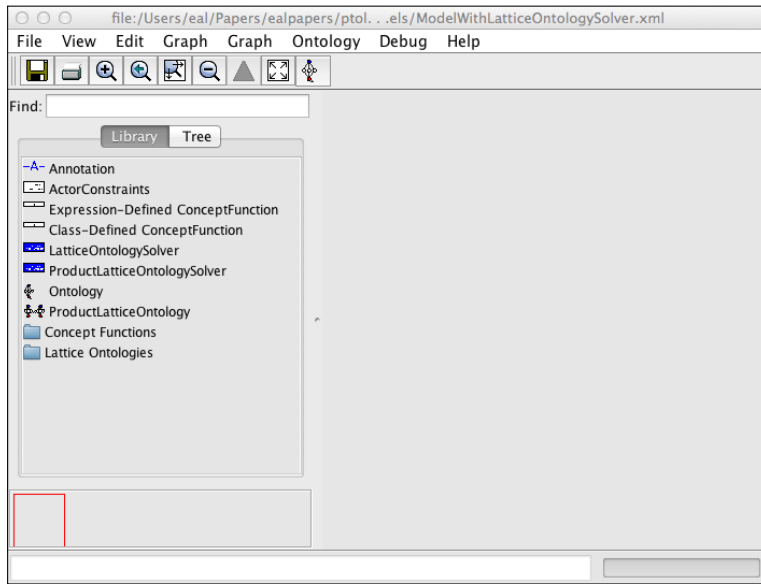 file:/Users/eal/Papers/ealpapers/ptol. . .els/ModelWithLatticeOntologySolver.xml
File View Edit Graph Graph Ontology Debug Help
Find:
Library Tree
-A- Annotation
ActorConstraints
Expression-Defined ConceptFunction
Class-Defined ConceptFunction
LatticeOntologySolver
ProductLatticeOntologySolver
Ontology
ProductLatticeOntology
Concept Functions
Lattice Ontologies